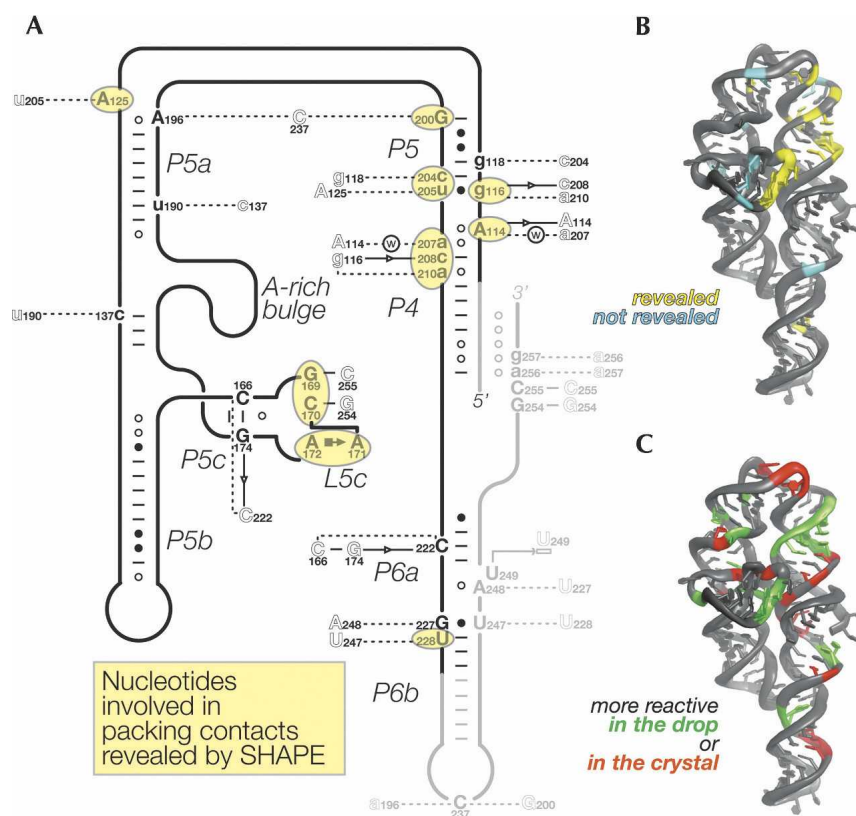 A
B
u205 A125
A196 C 237 200G
P5
P5a
g118 C204
g118 204C
A125 205u
g116 C208
a210
u190 C137
A114 A114
W a207
A114 W 207a
g116 208C
210a
A-rich
bulge
P4
3'
u190 137C
revealed
not revealed
g257 a256
a256 a257
C255 C255
G254 G254
5'
166
C
G 169 C 255
C 170 G 254
G 174
A 172 A 171
P5c
L5c
C222
C
P5b
U249
C 166 G 174 222C
P6a
U249
A248 U227
A248 227G
U247 U228
U247 228U
P6b
Nucleotides
involved in
packing contacts
revealed by SHAPE
more reactive
in the drop
or
in the crystal
a196 C 237 G200